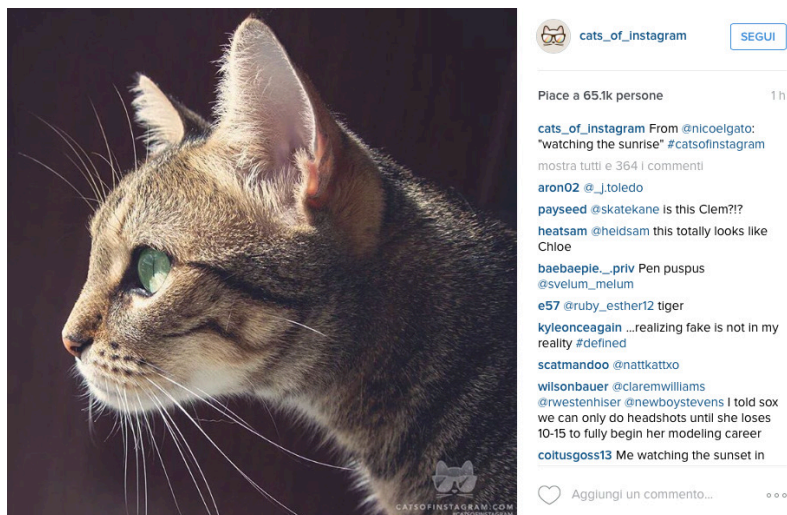 cats_of_instagram
SEGUI
Piace a 65.1k persone
1 h
cats_of_instagram From @nicoelgato:
"watching the sunrise" #catsofinstagram
mostra tutti e 364 i commenti
aron02 @_j.toledo
payseed @skatekane is this Clem?!?
heatsam @heidsam this totally looks like
Chloe
baebaepie._.priv Pen puspus
@svelum_melum
e57 @ruby_esther12 tiger
kyleonceagain ...realizing fake is not in my
reality #defined
scatmandoo @nattkattxo
wilsonbauer @claremwilliams
@rwestenhiser @newboystevens I told sox
we can only do headshots until she loses
10-15 to fully begin her modeling career
coitusgoss13 Me watching the sunset in
Aggiungi un commento...
CATSOFINSTAGRAM.COM
#CATSOFINSTAGRAM